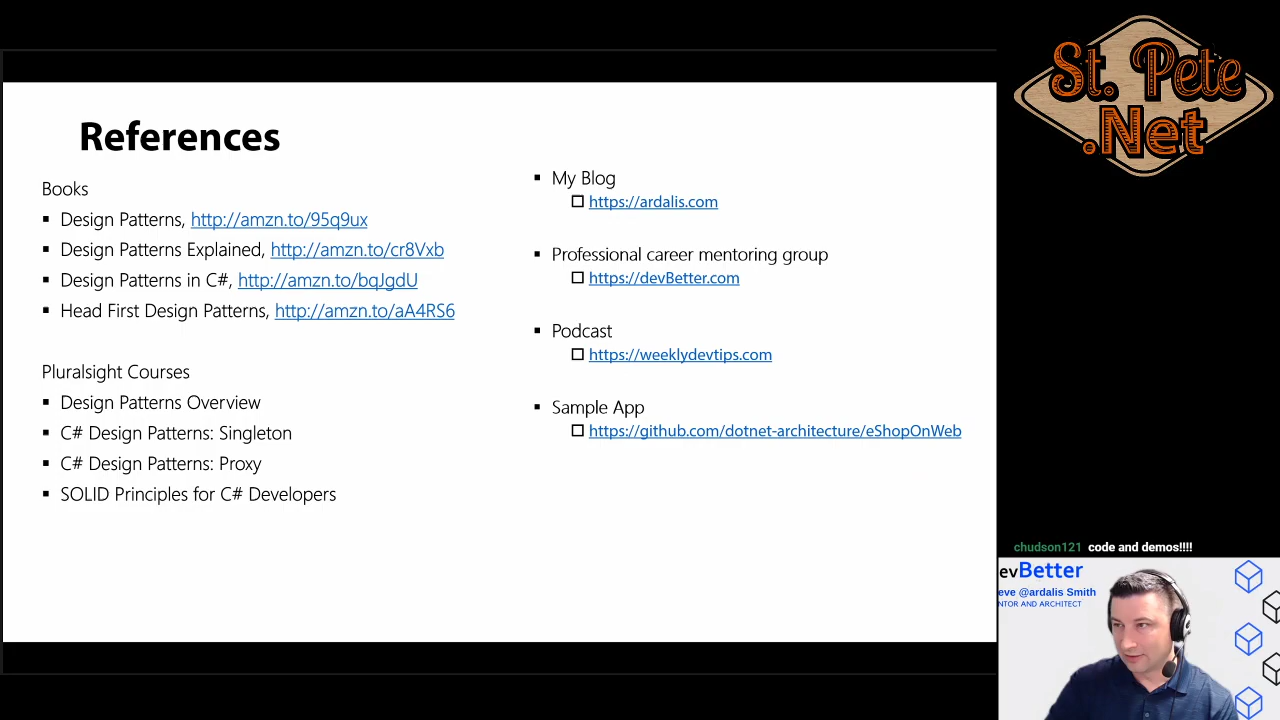 References
Books
Design Patterns, http://amzn.to/95q9ux
Design Patterns Explained, http://amzn.to/cr8Vxb
Design Patterns in C#, http://amzn.to/bqJgdU
Head First Design Patterns, http://amzn.to/aA4RS6
Pluralsight Courses
Design Patterns Overview
C# Design Patterns: Singleton
C# Design Patterns: Proxy
SOLID Principles for C# Developers
My Blog
https://ardalis.com
Professional career mentoring group
https://devBetter.com
Podcast
https://weeklydevtips.com
Sample App
https://github.com/dotnet-architecture/eShopOnWeb
St. Pete
.Net
chudson121 code and demos!!!!
evBetter
eve @ardalis Smith
NTOR AND ARCHITECT